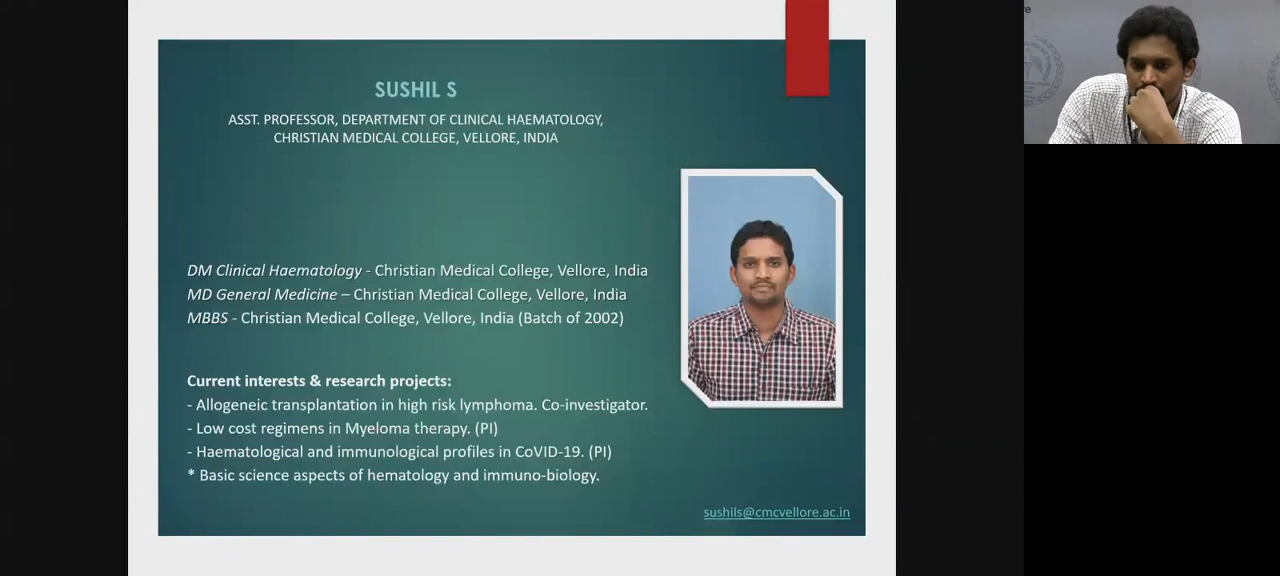 re
SUSHIL S
ASST. PROFESSOR, DEPARTMENT OF CLINICAL HAEMATOLOGY,
CHRISTIAN MEDICAL COLLEGE, VELLORE, INDIA
DM Clinical Haematology - Christian Medical College, Vellore, India
MD General Medicine – Christian Medical College, Vellore, India
MBBS - Christian Medical College, Vellore, India (Batch of 2002)
Current interests & research projects:
- Allogeneic transplantation in high risk lymphoma. Co-investigator.
- Low cost regimens in Myeloma therapy. (PI)
- Haematological and immunological profiles in CoVID-19. (PI)
* Basic science aspects of hematology and immuno-biology.
sushils@cmcvellore.ac.in